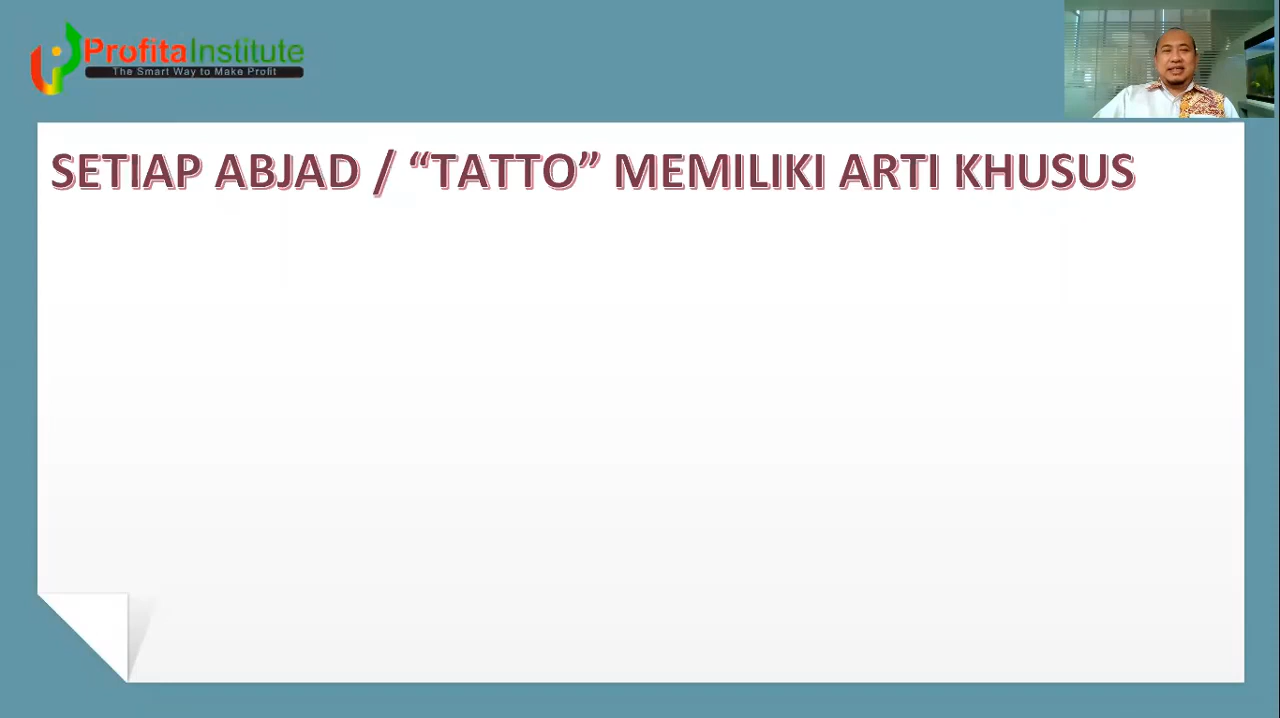 ProfitaInstitute
The Smart Way to Make Profit
SETIAP ABJAD / “TATTO” MEMILIKI ARTI KHUSUS